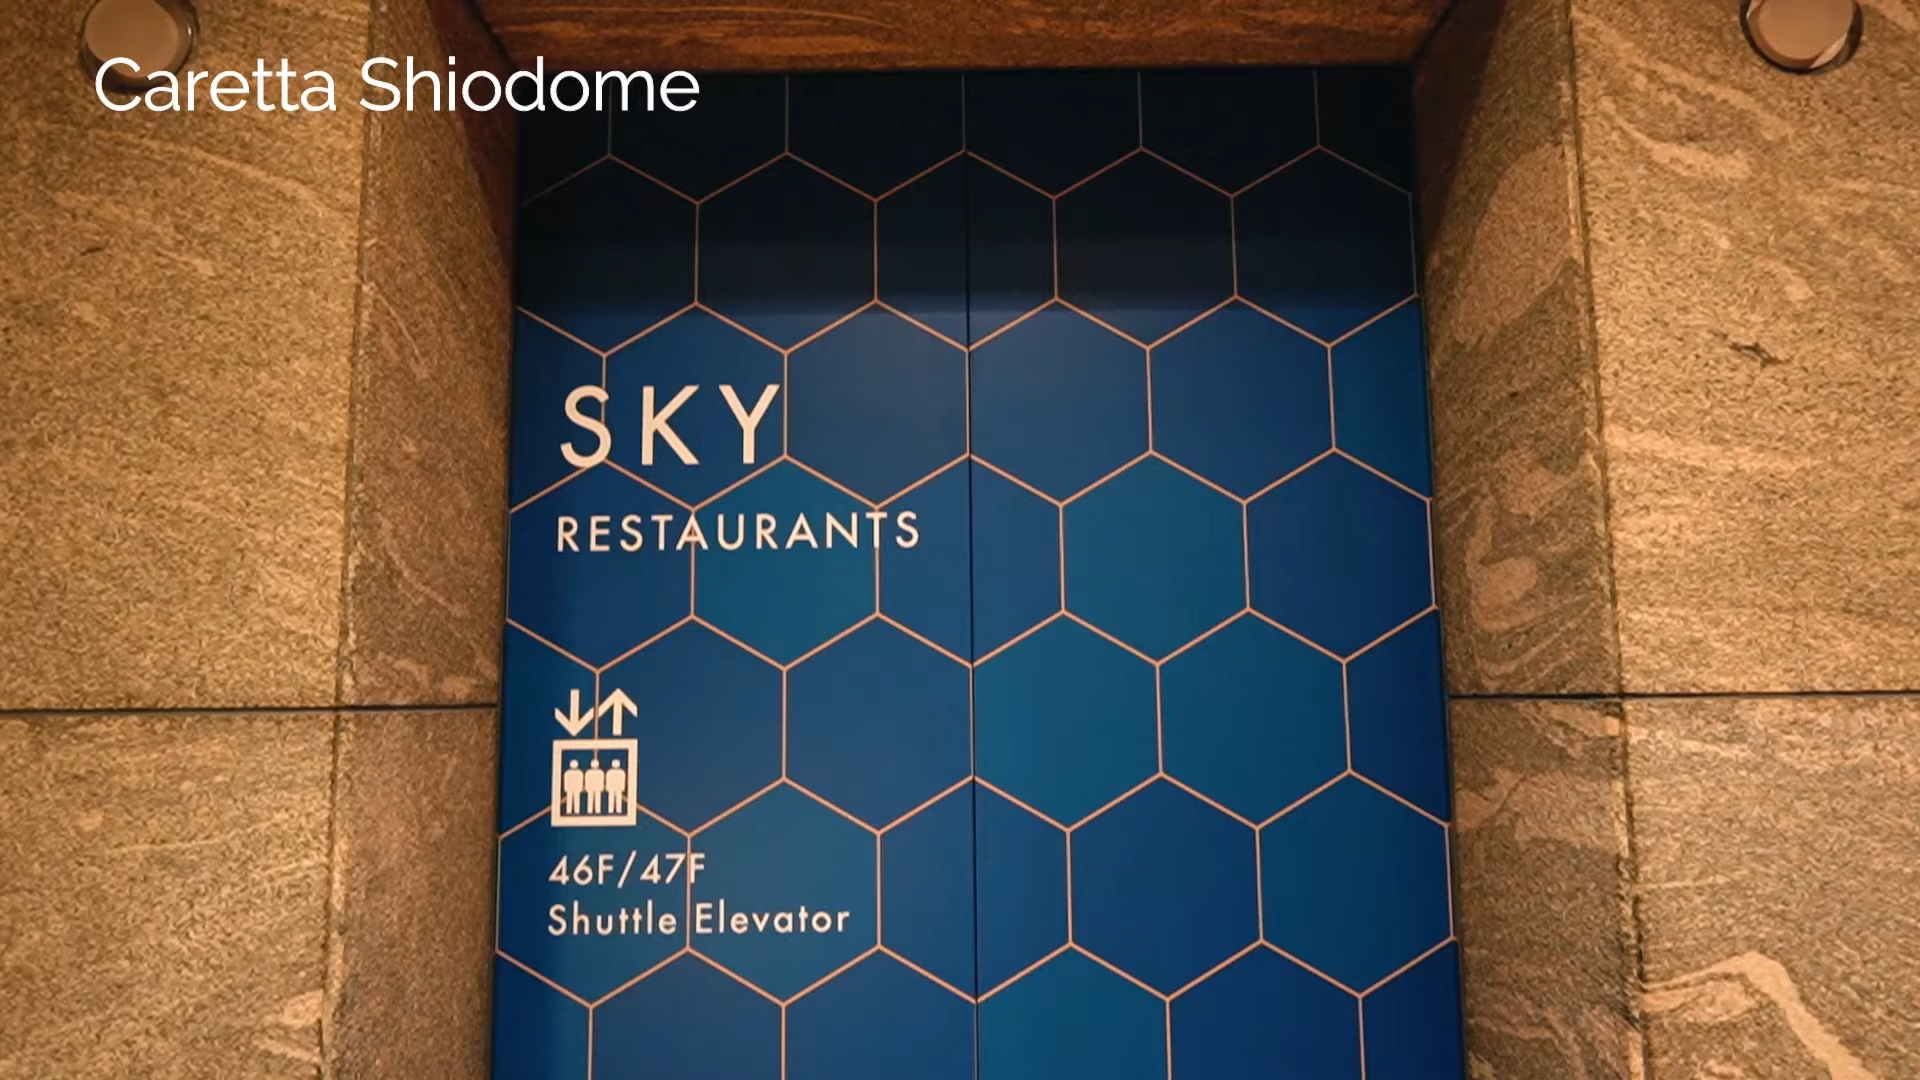 Caretta Shiodome
SKY
RESTAURANTS
46F/47F
Shuttle Elevator